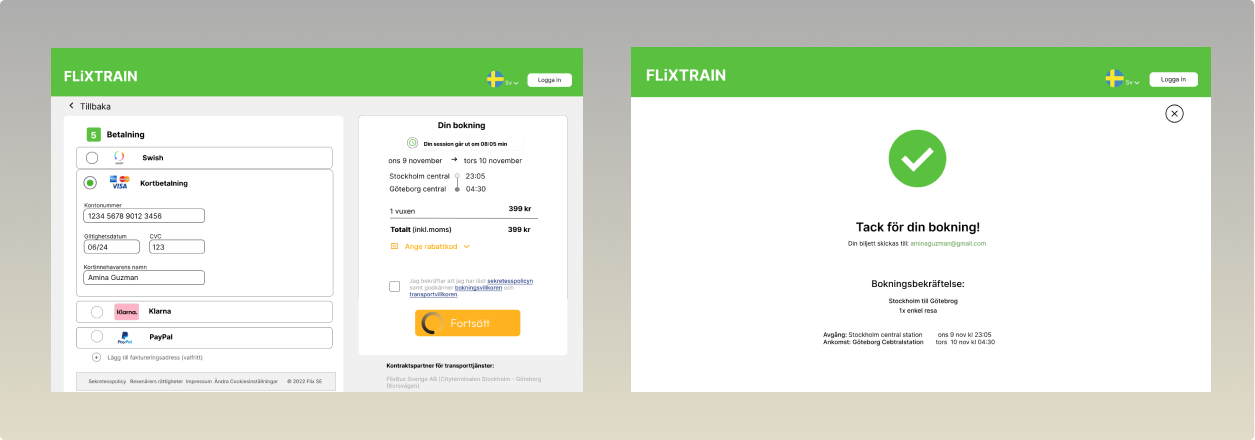 FLiXTRAIN
Sv
Logga in
Tillbaka
5 Betalning
Swish
VISA
Kortbetalning
Kontonummer
1234 5678 9012 3456
Giltighetsdatum CVC
06/24 123
Kortinnehavarens namn
Amina Guzman
Klarna. Klarna
PayPal PayPal
Lägg till faktureringsadress (valfritt)
Sekretesspolicy Resenärers rättigheter Impressum Ändra Cookiesinställningar © 2022 Flix SE
Din bokning
Din session går ut om 08:05 min
ons 9 november → tors 10 november
Stockholm central 23:05
Göteborg central 04:30
1 vuxen 399 kr
Totalt (inkl.moms) 399 kr
Ange rabattkod
Jag bekräftar att jag har läst sekretesspolicyn
samt godkänner bokningsvillkoren och
transportvillkoren
Fortsätt
Kontraktspartner för transporttjänster:
FlixBus Sverige AB (Cityterminalen Stockholm - Göteborg
(Korsvägen)
FLiXTRAIN
Sv
Logga in
Tack för din bokning!
Din biljett skickas till: aminaguzman@gmail.com
Bokningsbekräftelse:
Stockholm till Götebrog
1x enkel resa
Avgång: Stockholm central station ons 9 nov kl 23:05
Ankomst: Göteborg Cebtralstation tors 10 nov kl 04:30